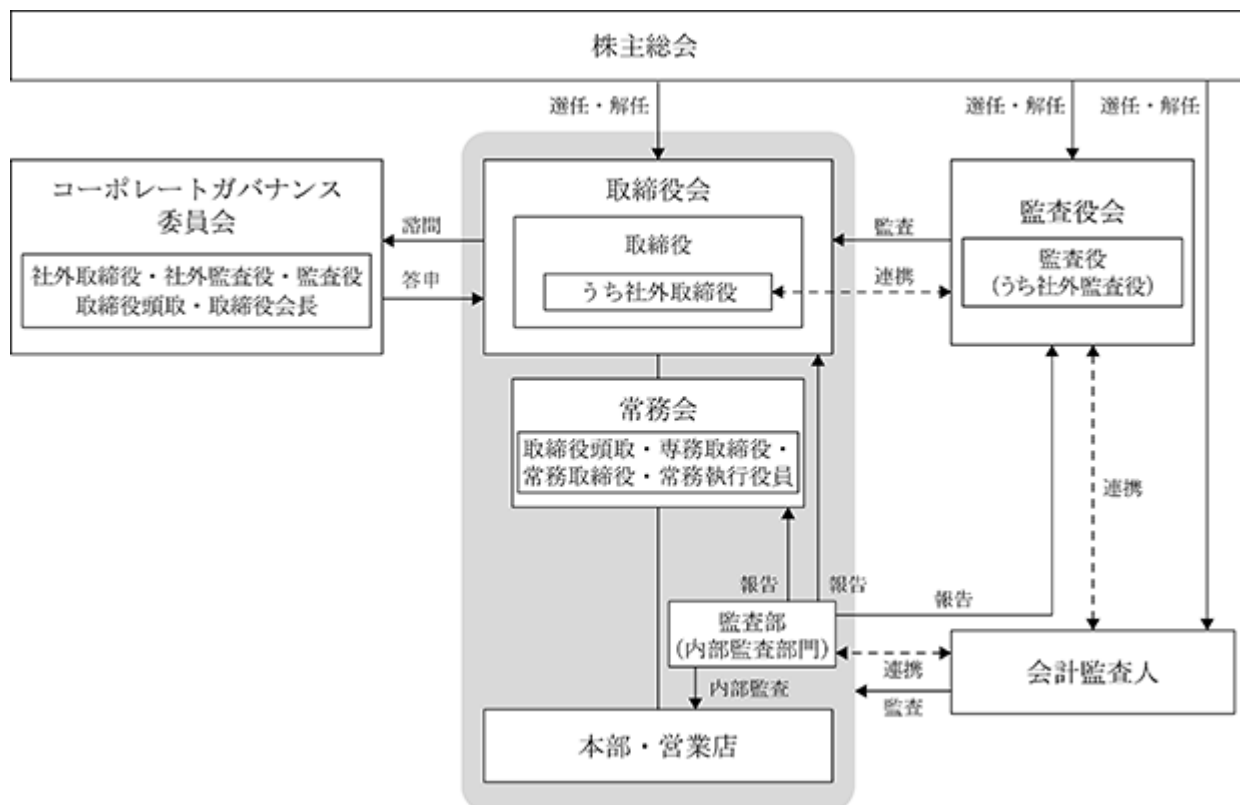 株主総会
選任・解任
選任・解任
選任・解任
コーポレートガバナンス
委員会
社外取締役・社外監査役・監査役
取締役頭取・取締役会長
諮問
答申
取締役会
取締役
うち社外取締役
監査
連携
監査役会
監査役
(うち社外監査役)
常務会
取締役頭取・専務取締役・
常務取締役・常務執行役員
連携
報告
報告
報告
監査部
(内部監査部門)
連携
監査
会計監査人
内部監査
本部・営業店